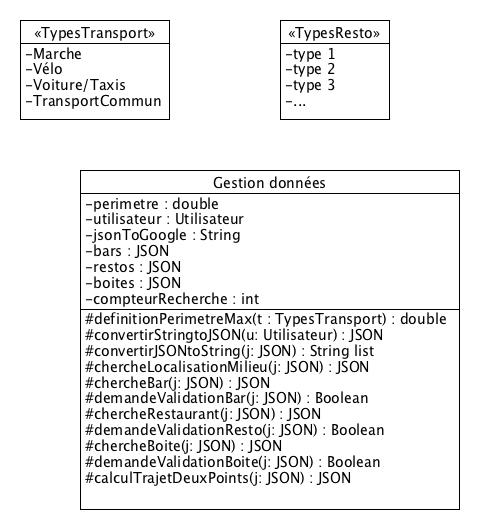 «TypesTransport»
-Marche
-Vélo
-Voiture/Taxis
-TransportCommun
«TypesResto»
-type 1
-type 2
-type 3
-...
Gestion données
-perimetre : double
-utilisateur : Utilisateur
-jsonToGoogle : String
-bars : JSON
-restos : JSON
-boites : JSON
-compteurRecherche : int
#definitionPerimetreMax(t : TypesTransport) : double
#convertirStringtoJSON(u: Utilisateur) : JSON
#convertirJSONtoString(j: JSON) : String list
#chercheLocalisationMilieu(j: JSON) : JSON
#chercheBar(j: JSON) : JSON
#demandeValidationBar(j: JSON) : Boolean
#chercheRestaurant(j: JSON) : JSON
#demandeValidationResto(j: JSON) : Boolean
#chercheBoite(j: JSON) : JSON
#demandeValidationBoite(j: JSON) : Boolean
#calculTrajetDeuxPoints(j: JSON) : JSON